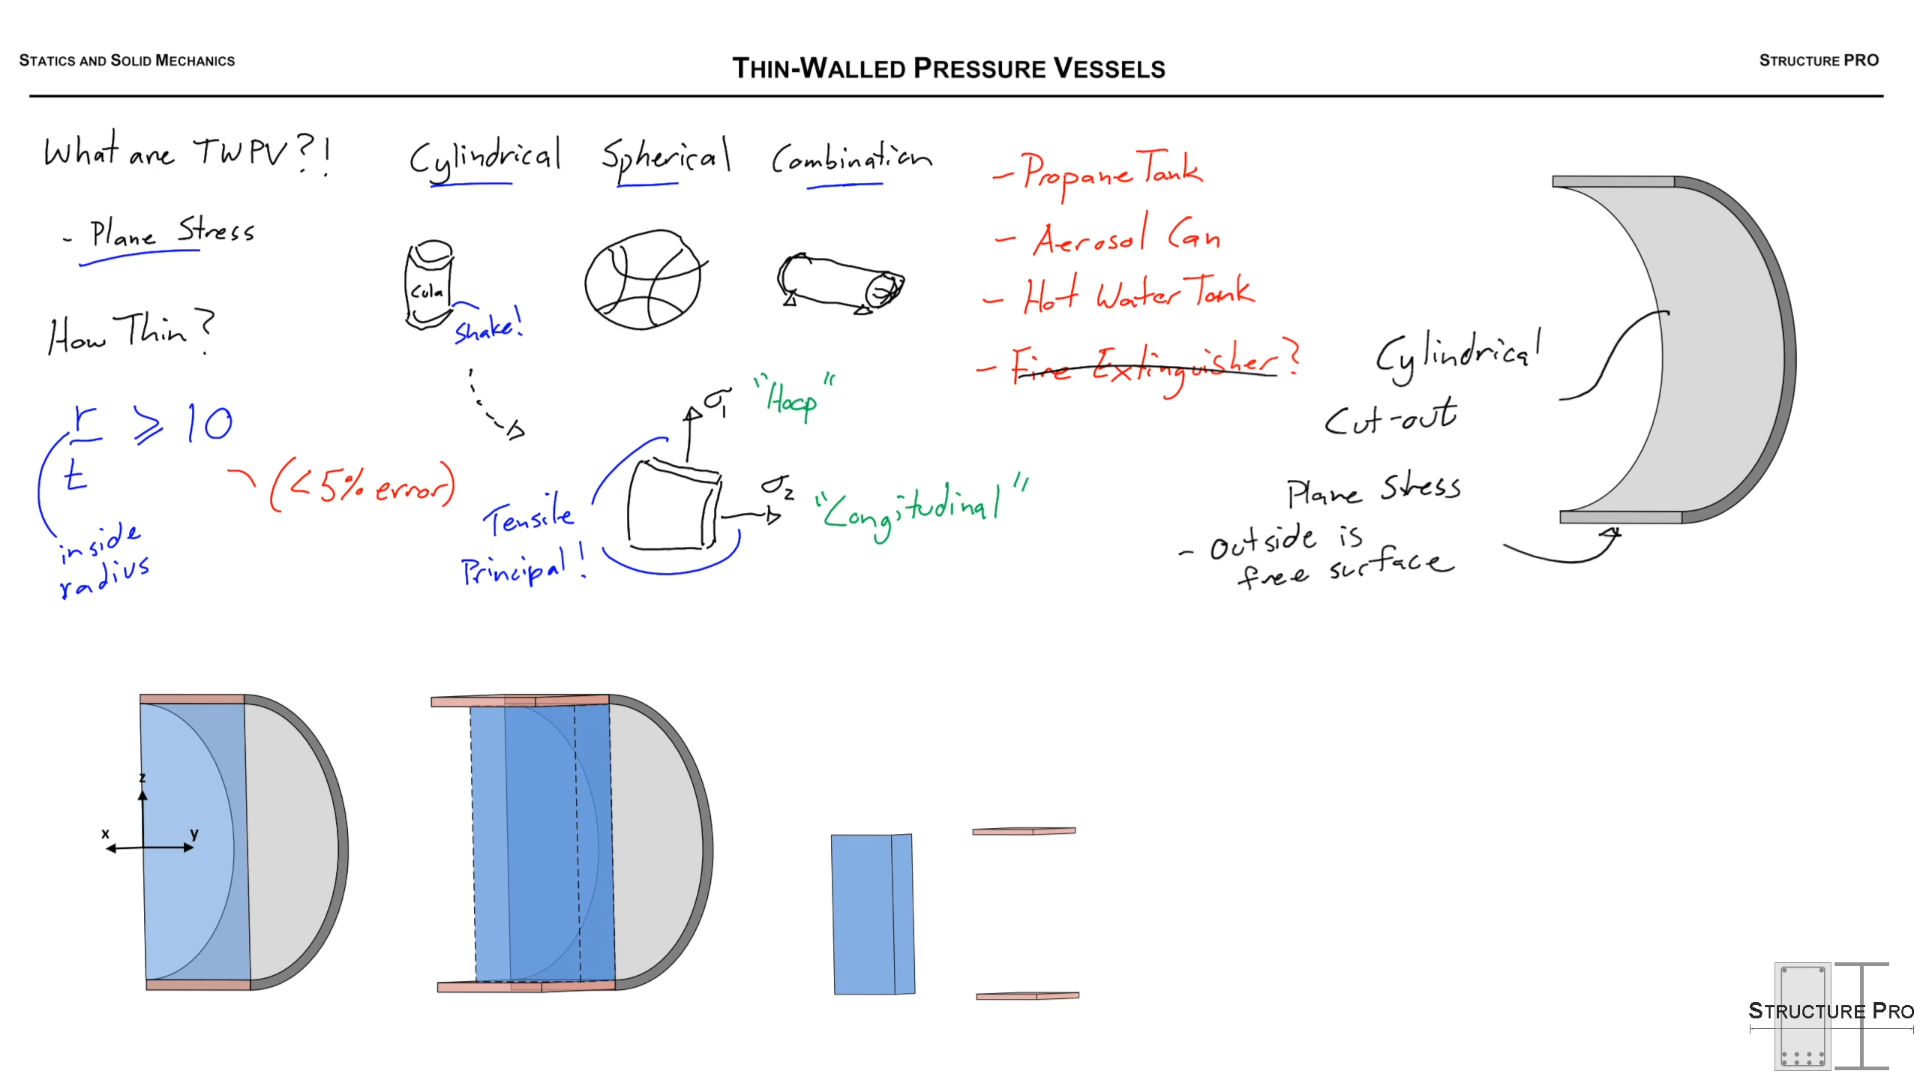 STATICS AND SOLID MECHANICS
THIN-WALLED PRESSURE VESSELS
STRUCTURE PRO
What are TWPV?!
- Plane Stress
How Thin?
r/t ⩾ 10
(<5% error)
inside
radius
Cylindrical
Spherical
Combination
Cola
Shake!
σ1 "Hoop"
σ2 "Longitudinal"
Tensile
Principal!
- Propane Tank
- Aerosol Can
- Hot Water Tank
- Fire Extinguisher?
Cylindrical
Cut-out
Plane Stress
- Outside is
free surface
z
x
y
STRUCTURE PRO